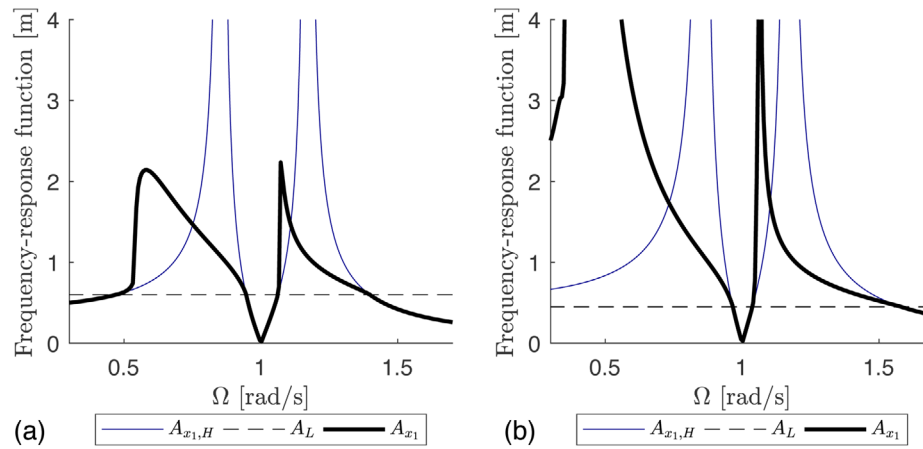 Frequency-response function [m]
4
3
2
1
0
0.5 1 1.5
Ω [rad/s]
(a)
A_{x_1,H} A_L A_{x_1}
Frequency-response function [m]
4
3
2
1
0
0.5 1 1.5
Ω [rad/s]
(b)
A_{x_1,H} A_L A_{x_1}